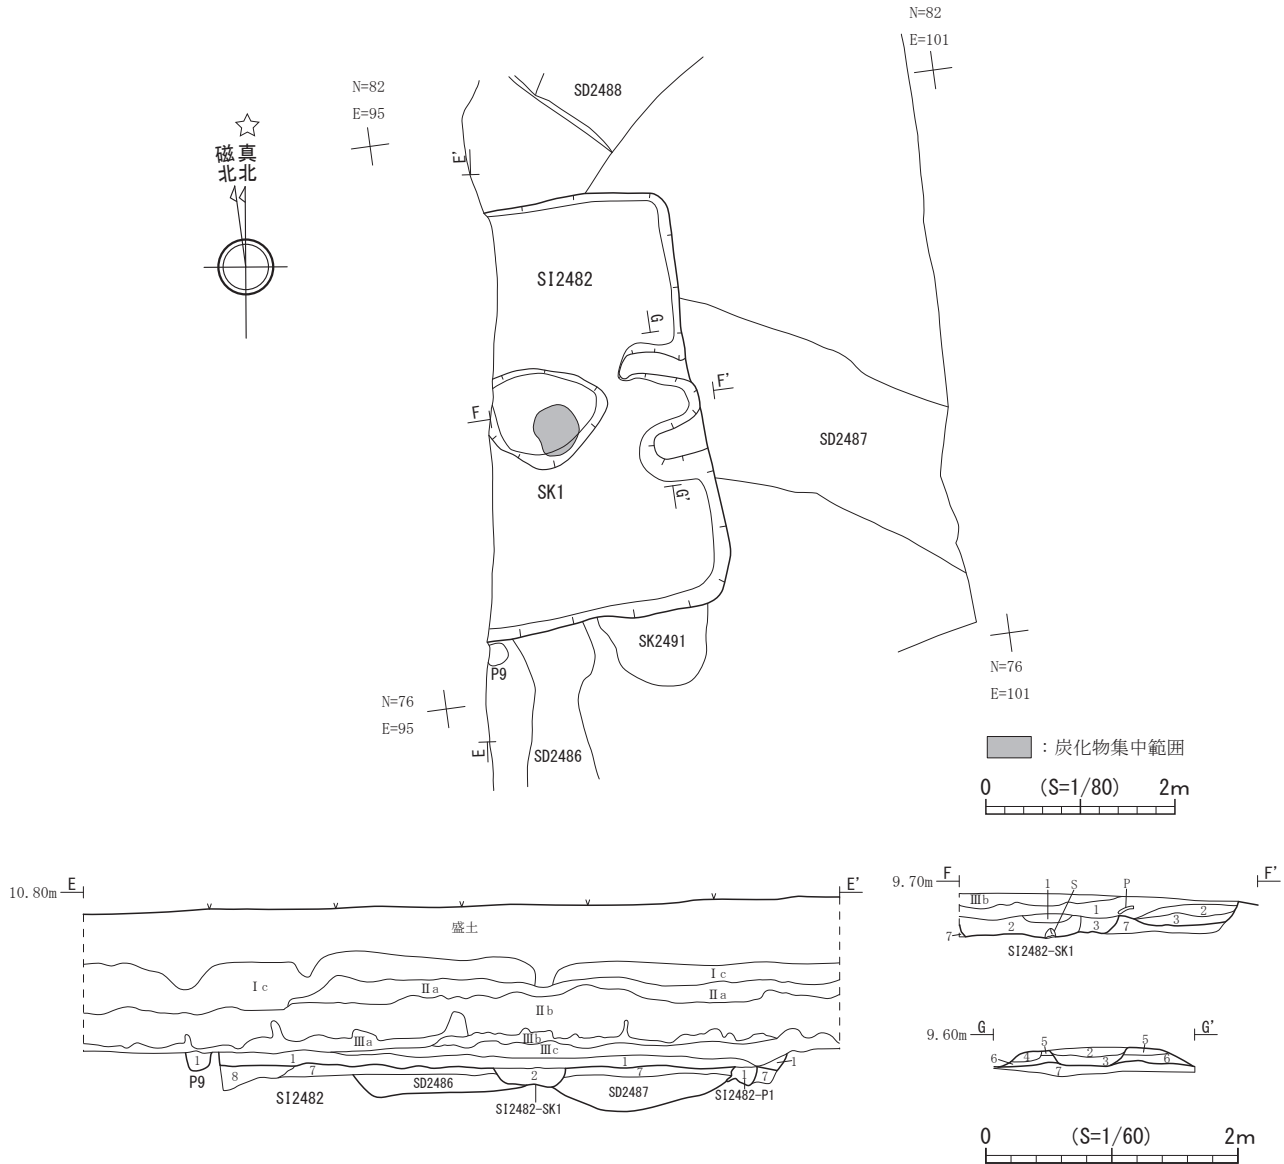 N=82
E=101
N=82
E=95
SD2488
磁北
真北
E'
SI2482
G
F'
F
SD2487
SK1
G'
SK2491
P9
N=76
E=101
N=76
E=95
E
SD2486
：炭化物集中範囲
0 (S=1/80) 2m
10.80m E E'
盛土
Ⅰc Ⅰc
Ⅱa Ⅱa
Ⅱb
Ⅲa Ⅲb
Ⅲc
1 1 1 1
8 7 2 7 1 7
P9 SI2482 SD2486 SD2487
SI2482-SK1 SI2482-P1
9.70m F F'
1 S P
Ⅲb 1 2
2 3 7 3
7
SI2482-SK1
9.60m G G'
5 5
6 4 2 3 6
7
0 (S=1/60) 2m